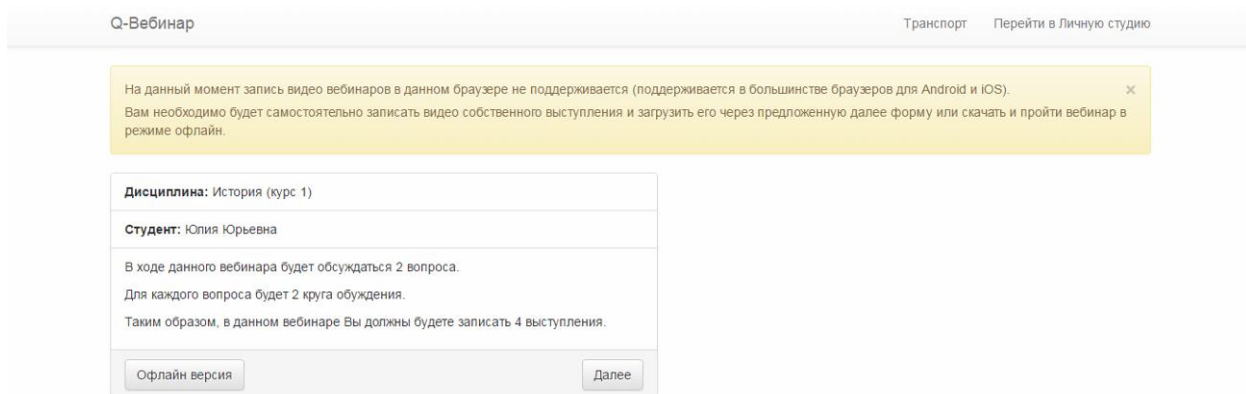 Q-Вебинар
Транспорт Перейти в Личную студию
На данный момент запись видео вебинаров в данном браузере не поддерживается (поддерживается в большинстве браузеров для Android и iOS). ×
Вам необходимо будет самостоятельно записать видео собственного выступления и загрузить его через предложенную далее форму или скачать и пройти вебинар в
режиме офлайн.
Дисциплина: История (курс 1)
Студент: Юлия Юрьевна
В ходе данного вебинара будет обсуждаться 2 вопроса.
Для каждого вопроса будет 2 круга обуждения.
Таким образом, в данном вебинаре Вы должны будете записать 4 выступления.
Офлайн версия Далее